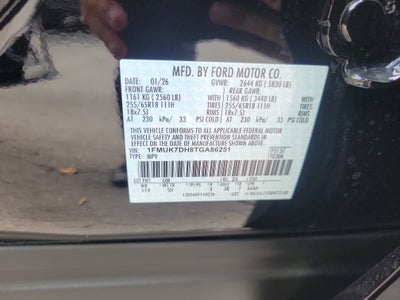 MFD. BY FORD MOTOR CO.
DATE: 01/26 GVWR: 2644 KG ( 5830 LB)
FRONT GAWR: REAR GAWR:
1161 KG ( 2560 LB) WITH 1560 KG ( 3440 LB) WITH
255/65R18 111H TIRES 255/65R18 111H TIRES
18x7.5J RIMS 18x7.5J RIMS
AT 230 kPa/ 33 PSI COLD AT 230 kPa/ 33 PSI COLD
THIS VEHICLE CONFORMS TO ALL APPLICABLE FEDERAL MOTOR VEHICLE
SAFETY AND THEFT PREVENTION STANDARDS IN EFFECT ON THE DATE OF
MANUFACTURE SHOWN ABOVE.
VIN: 1FMUK7DH8TGA86251
TYPE: MPV